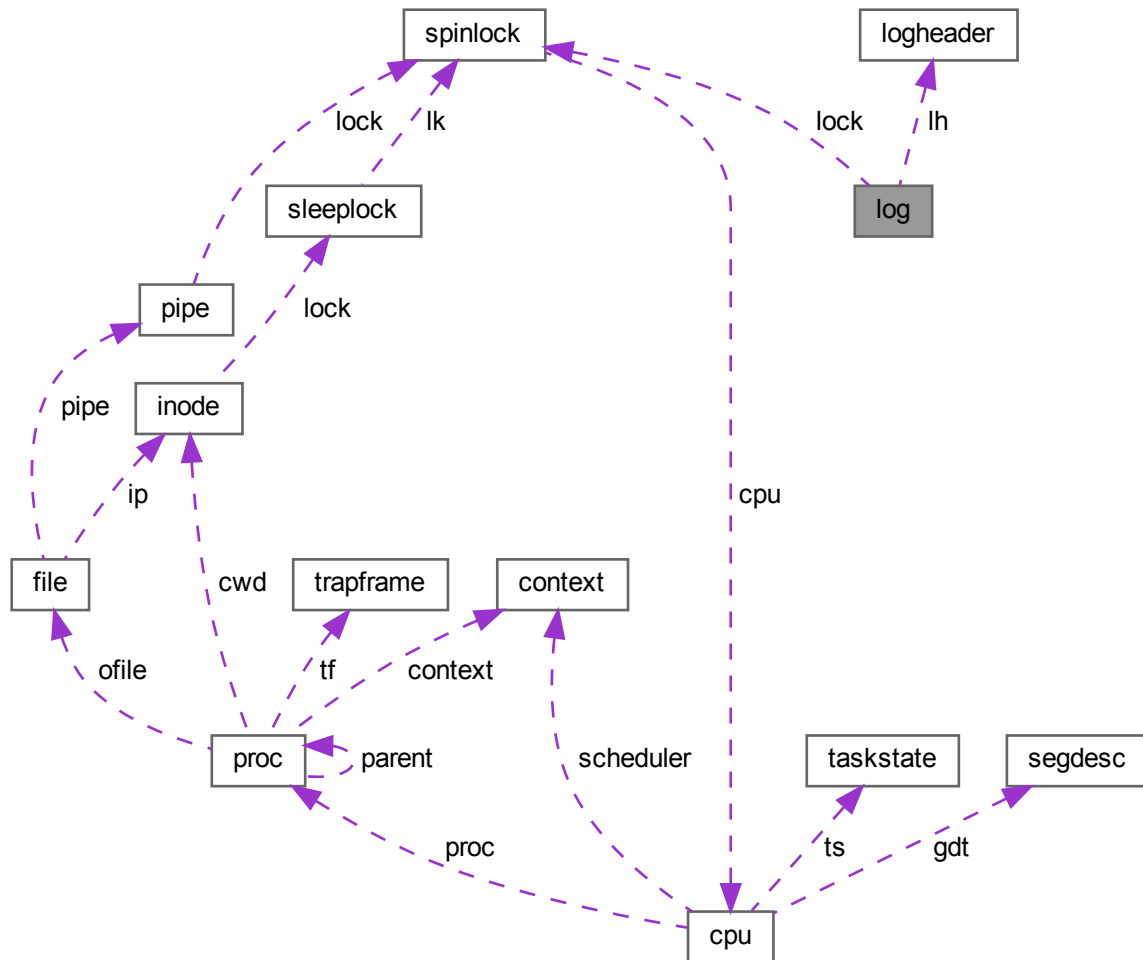 spinlock
logheader
lock
lk
lock
lh
sleeplock
log
pipe
lock
inode
pipe
cpu
ip
file
cwd
trapframe
context
ofile
tf
context
proc
parent
scheduler
taskstate
segdesc
proc
ts
gdt
cpu